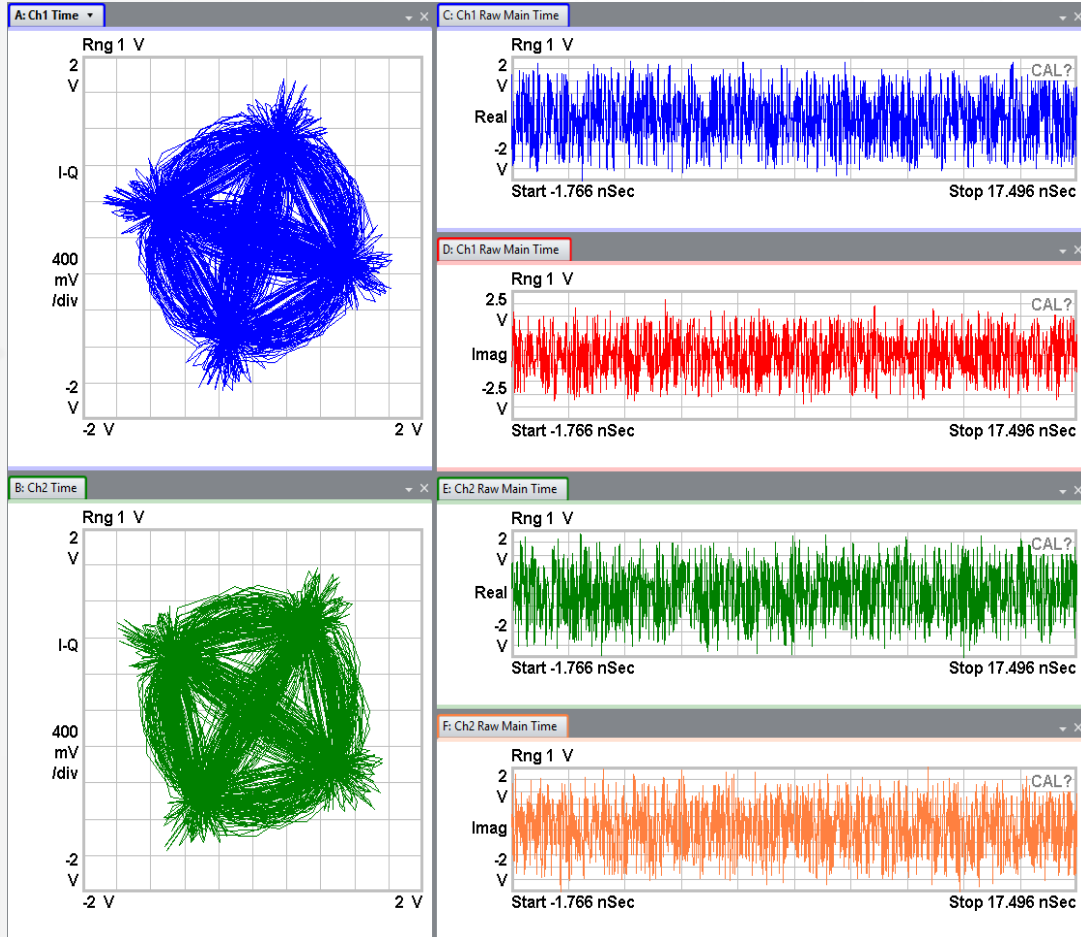 A: Ch1 Time
Rng 1 V
2
V
I-Q
400
mV
/div
-2
V
-2 V
2 V
C: Ch1 Raw Main Time
Rng 1 V
2
V
CAL?
Real
-2
V
Start -1.766 nSec
Stop 17.496 nSec
D: Ch1 Raw Main Time
Rng 1 V
2.5
V
CAL?
Imag
-2.5
V
Start -1.766 nSec
Stop 17.496 nSec
B: Ch2 Time
Rng 1 V
2
V
I-Q
400
mV
/div
-2
V
-2 V
2 V
E: Ch2 Raw Main Time
Rng 1 V
2
V
CAL?
Real
-2
V
Start -1.766 nSec
Stop 17.496 nSec
F: Ch2 Raw Main Time
Rng 1 V
2
V
CAL?
Imag
-2
V
Start -1.766 nSec
Stop 17.496 nSec